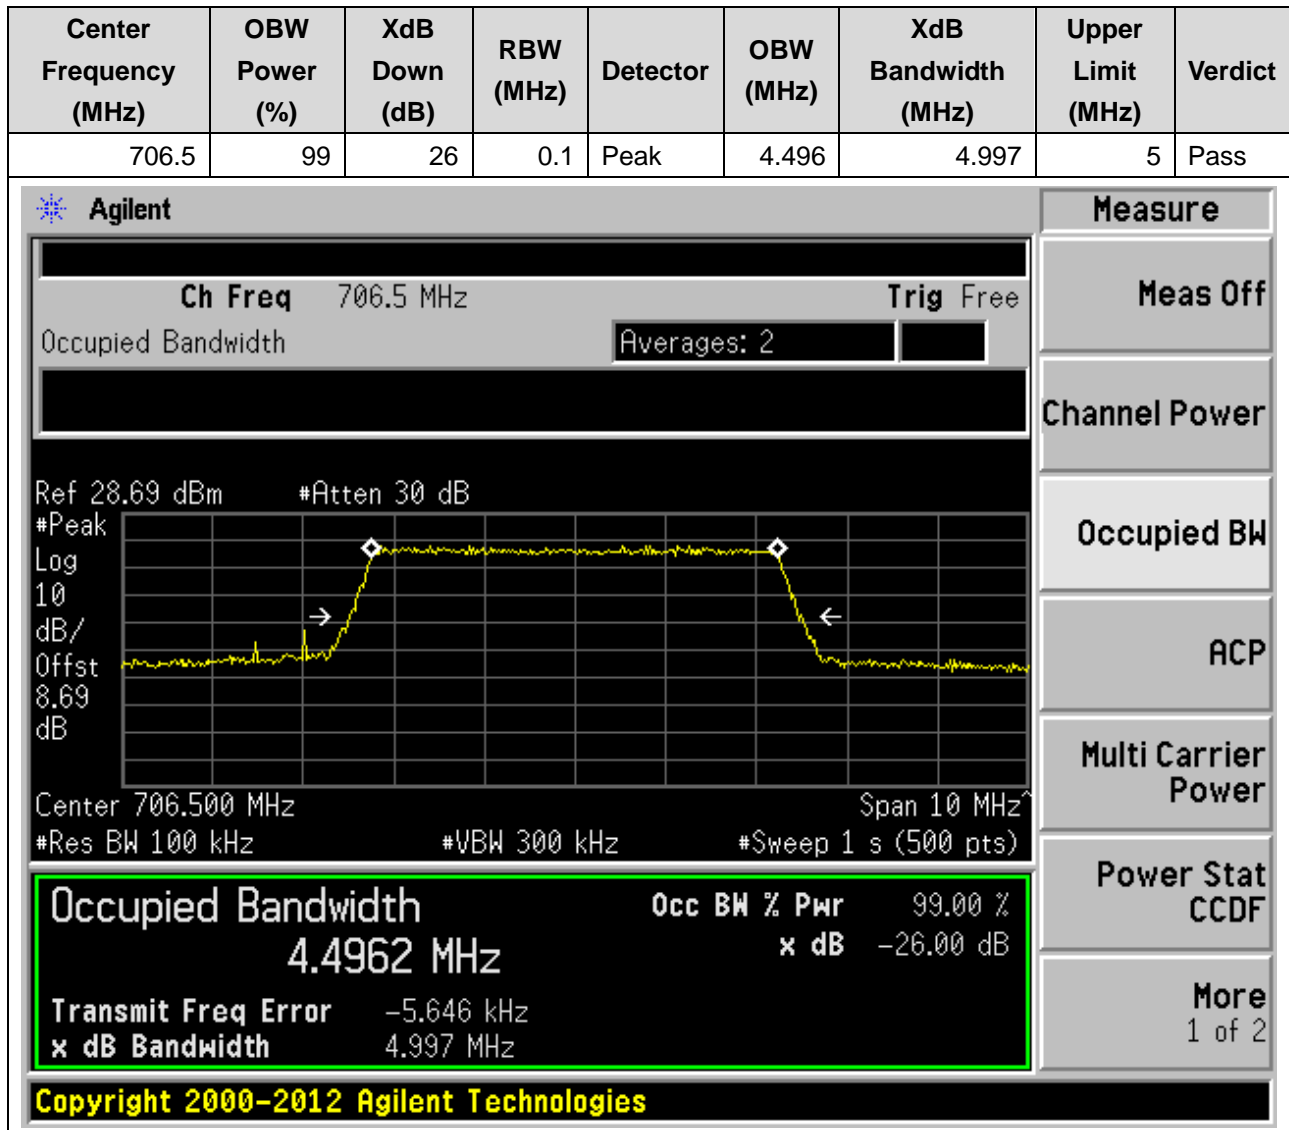 Center Frequency (MHz) OBW Power (%) XdB Down (dB) RBW (MHz) Detector OBW (MHz) XdB Bandwidth (MHz) Upper Limit (MHz) Verdict
706.5 99 26 0.1 Peak 4.496 4.997 5 Pass
Agilent
Ch Freq 706.5 MHz Trig Free
Occupied Bandwidth Averages: 2
Ref 28.69 dBm #Atten 30 dB
#Peak
Log
10
dB/
Offst
8.69
dB
Center 706.500 MHz Span 10 MHz^
#Res BW 100 kHz #VBW 300 kHz #Sweep 1 s (500 pts)
Occupied Bandwidth Occ BW % Pwr 99.00 %
4.4962 MHz x dB -26.00 dB
Transmit Freq Error -5.646 kHz
x dB Bandwidth 4.997 MHz
Copyright 2000-2012 Agilent Technologies
Measure
Meas Off
Channel Power
Occupied BW
ACP
Multi Carrier
Power
Power Stat
CCDF
More
1 of 2